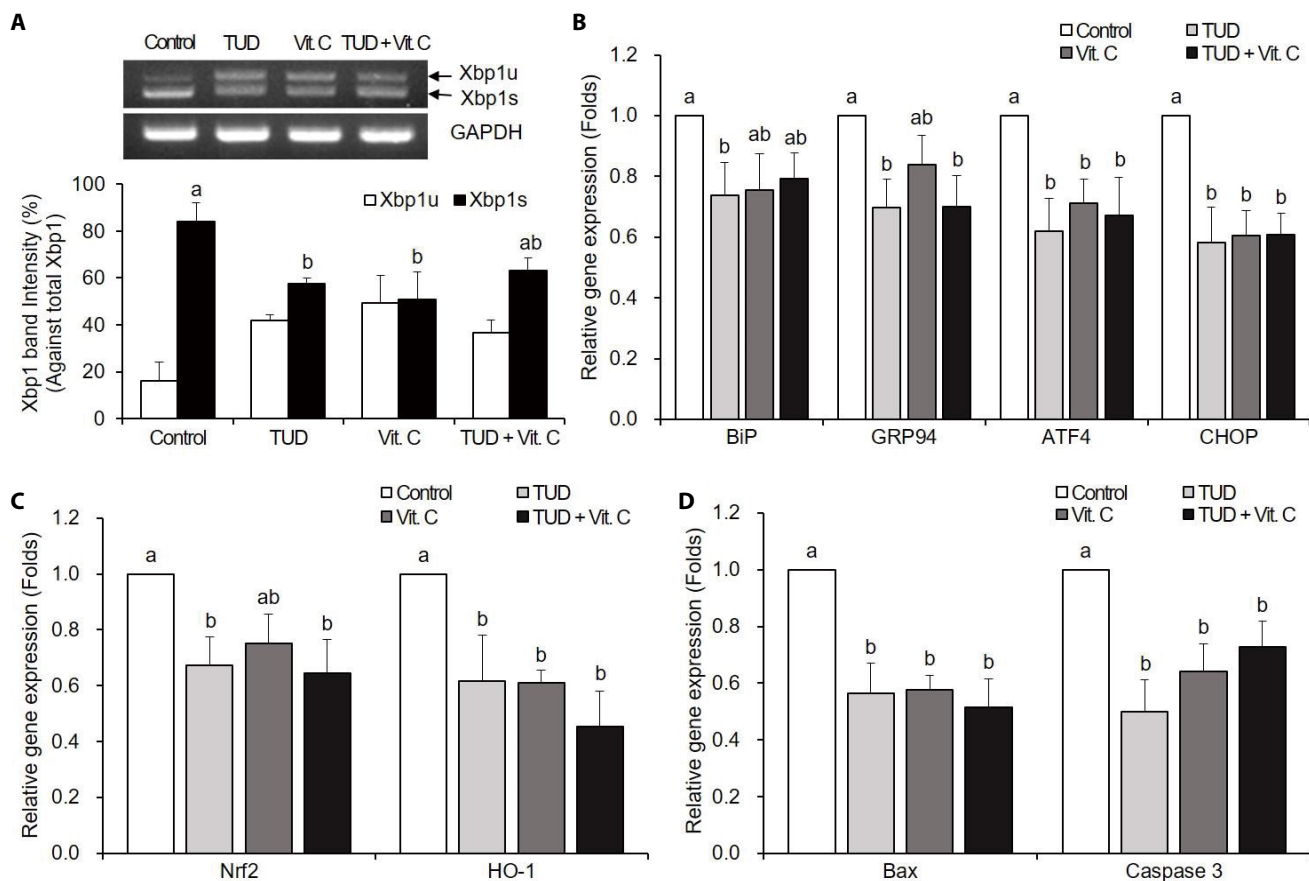 A
Control TUD Vit. C TUD + Vit. C
Xbp1u
Xbp1s
GAPDH
Xbp1 band Intensity (%)
(Against total Xbp1)
100
80
60
40
20
0
Xbp1u Xbp1s
a
b
b
ab
Control TUD Vit. C TUD + Vit. C
B
Control TUD
Vit. C TUD + Vit. C
Relative gene expression (Folds)
1.2
1.0
0.8
0.6
0.4
0.2
0.0
a b ab ab
a b ab b
a b b b
a b b b
BiP GRP94 ATF4 CHOP
C
Control TUD
Vit. C TUD + Vit. C
Relative gene expression (Folds)
1.2
1.0
0.8
0.6
0.4
0.2
0.0
a b ab b
a b b b
Nrf2 HO-1
D
Control TUD
Vit. C TUD + Vit. C
Relative gene expression (Folds)
1.2
1.0
0.8
0.6
0.4
0.2
0.0
a b b b
a b b b
Bax Caspase 3